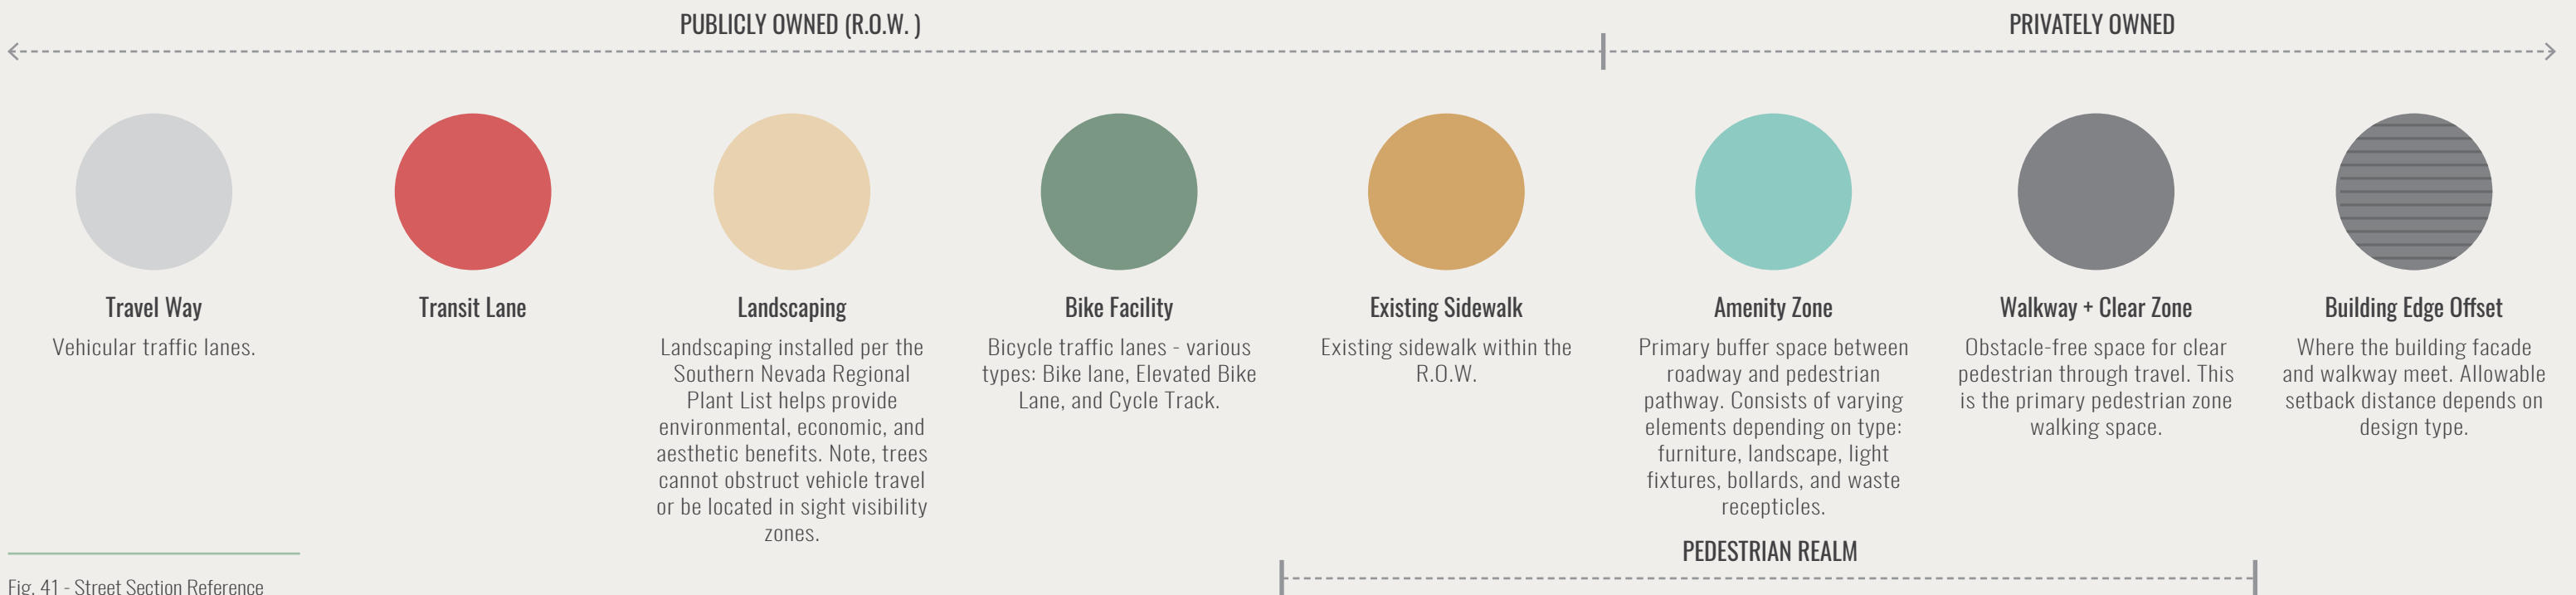 PUBLICLY OWNED (R.O.W. )
PRIVATELY OWNED
Travel Way
Vehicular traffic lanes.
Transit Lane
Landscaping
Landscaping installed per the
Southern Nevada Regional
Plant List helps provide
environmental, economic, and
aesthetic benefits. Note, trees
cannot obstruct vehicle travel
or be located in sight visibility
zones.
Bike Facility
Bicycle traffic lanes - various
types: Bike lane, Elevated Bike
Lane, and Cycle Track.
Existing Sidewalk
Existing sidewalk within the
R.O.W.
Amenity Zone
Primary buffer space between
roadway and pedestrian
pathway. Consists of varying
elements depending on type:
furniture, landscape, light
fixtures, bollards, and waste
recepticles.
Walkway + Clear Zone
Obstacle-free space for clear
pedestrian through travel. This
is the primary pedestrian zone
walking space.
Building Edge Offset
Where the building facade
and walkway meet. Allowable
setback distance depends on
design type.
PEDESTRIAN REALM
Fig. 41 - Street Section Reference